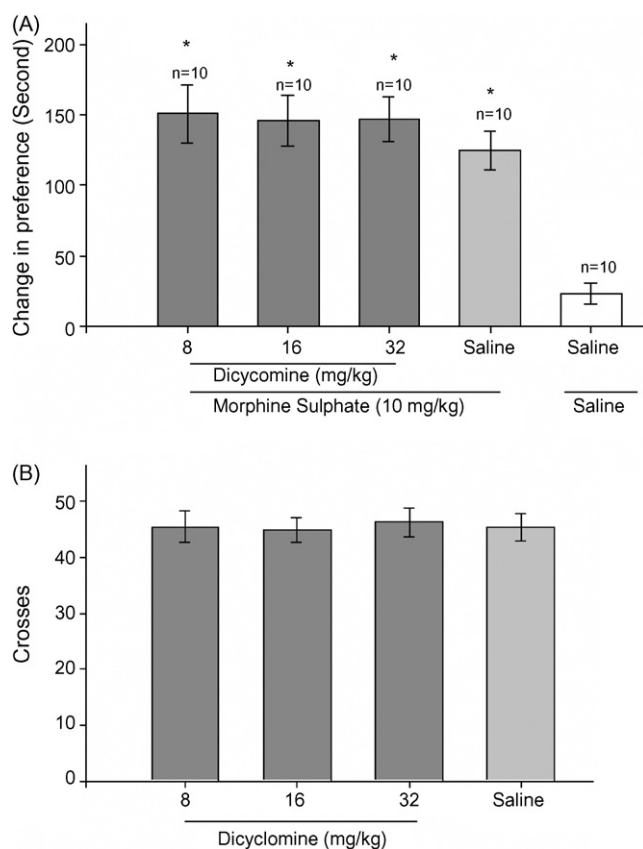 (A)
Change in preference (Second)
200
150
100
50
0
* * * *
n=10 n=10 n=10 n=10 n=10
8 16 32 Saline Saline
Dicycomine (mg/kg)
Morphine Sulphate (10 mg/kg) Saline
(B)
Crosses
50
40
30
20
10
0
8 16 32 Saline
Dicyclomine (mg/kg)